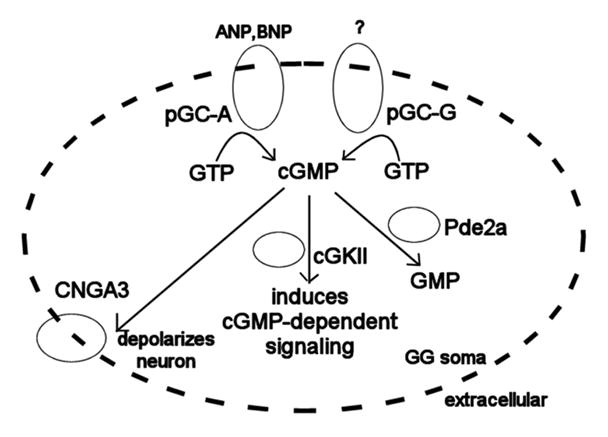 ANP,BNP
?
pGC-A
pGC-G
GTP
cGMP
GTP
Pde2a
cGKII
GMP
CNGA3
induces
cGMP-dependent
signaling
depolarizes
neuron
GG soma
extracellular